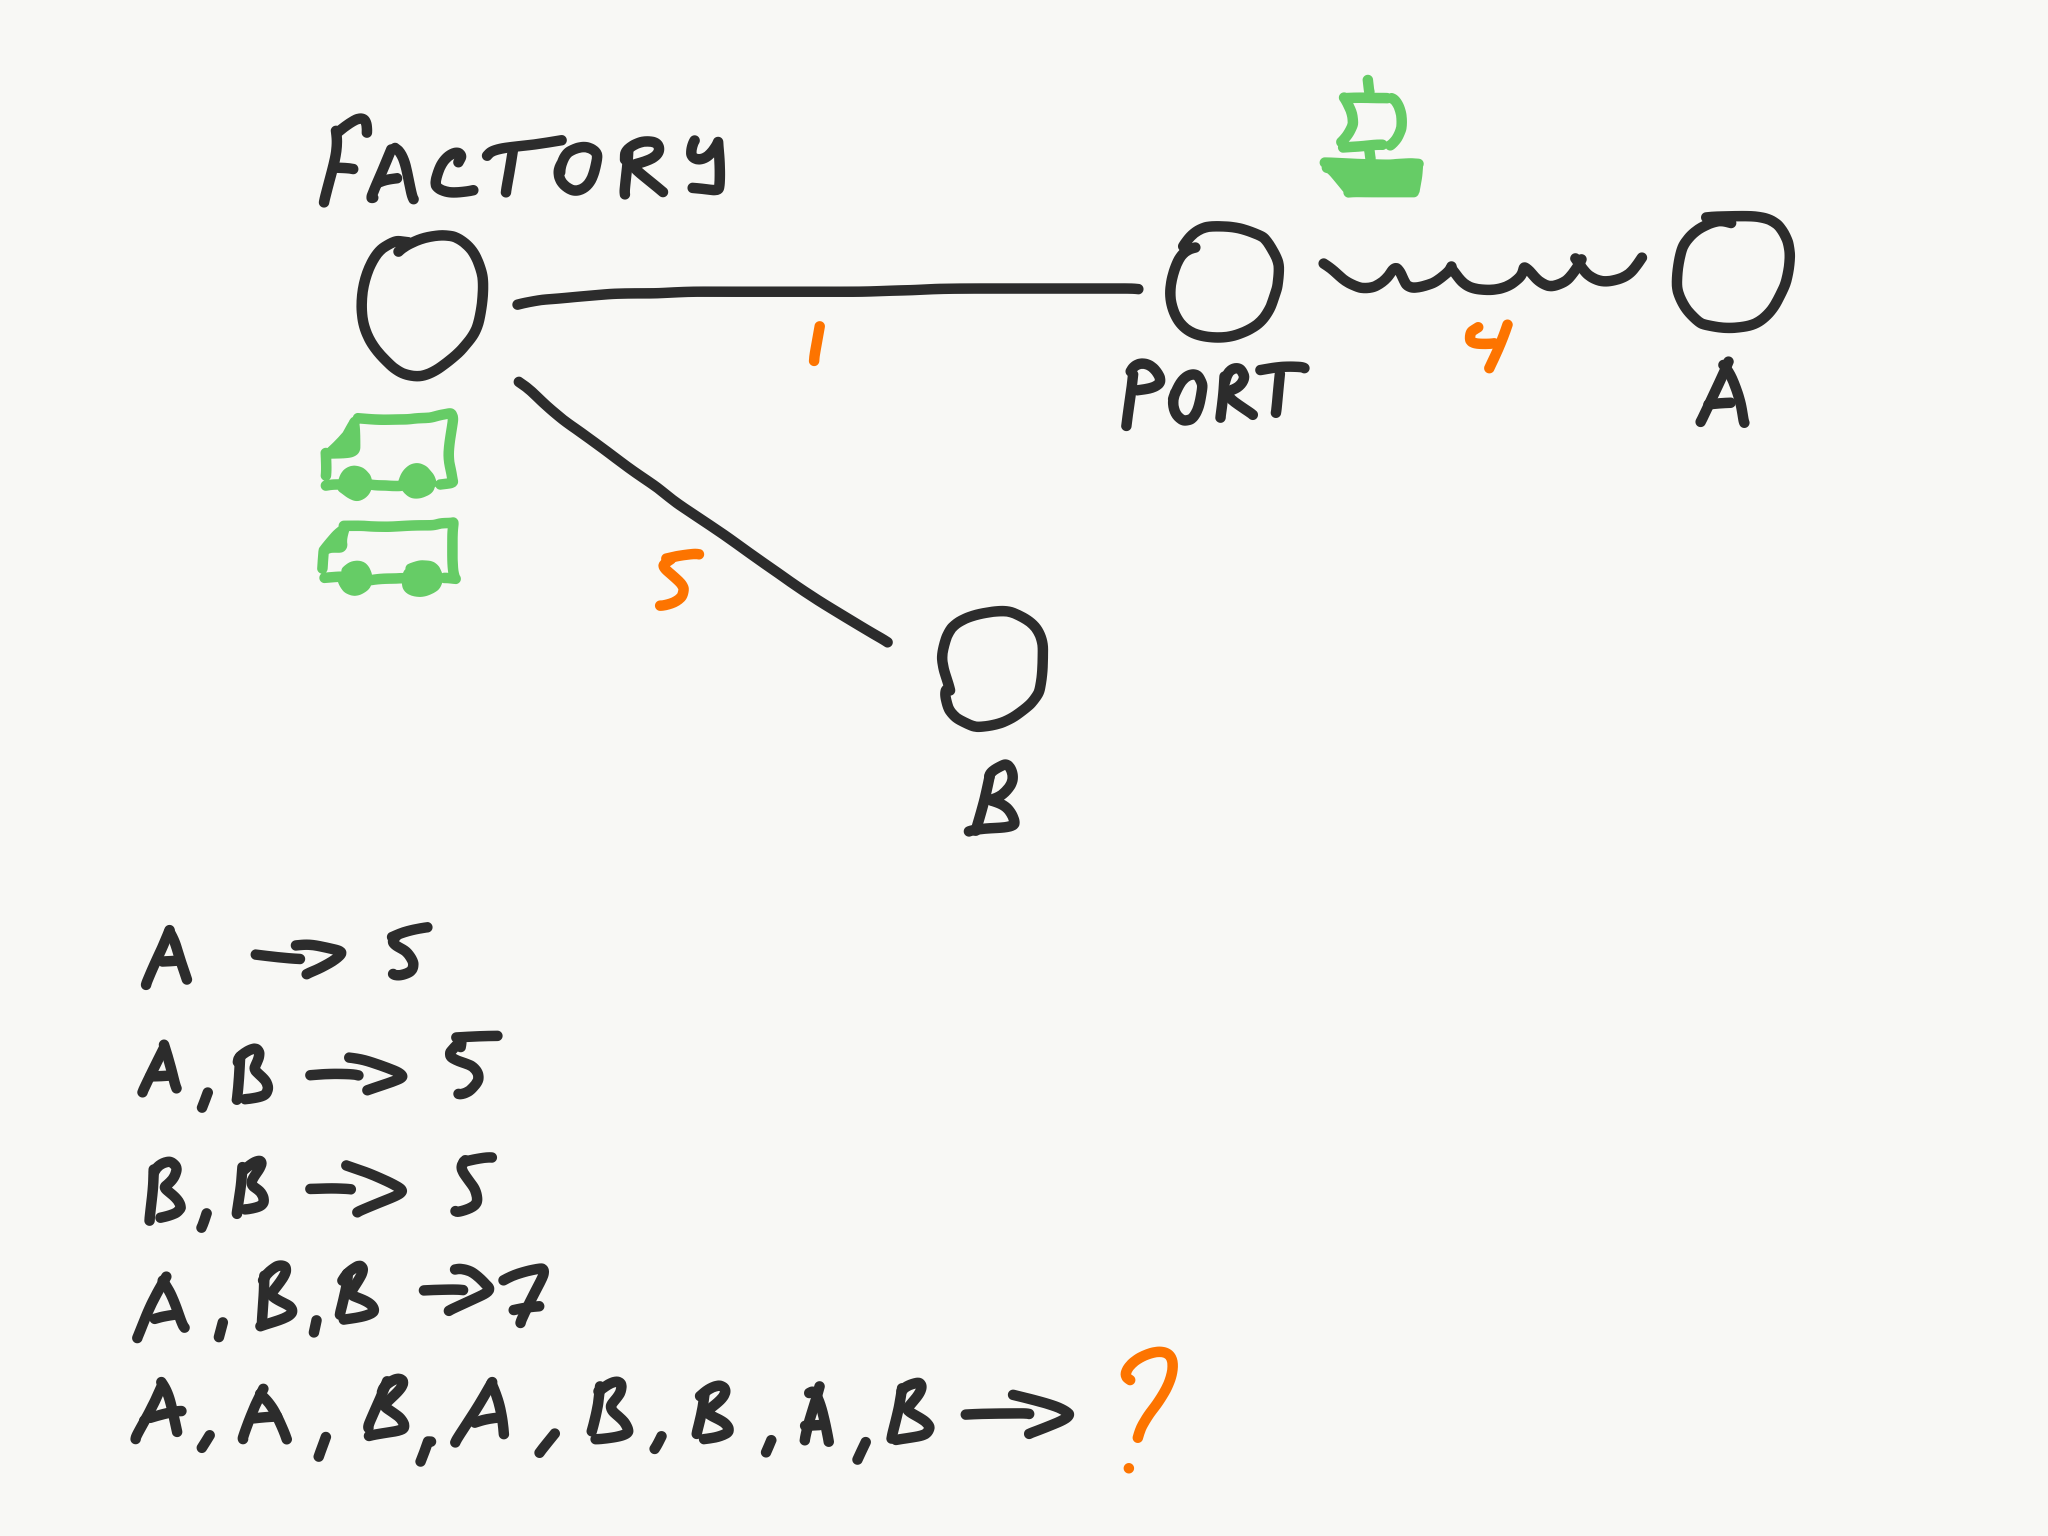 FACTORY
1
PORT
4
A
5
B
A -> 5
A, B -> 5
B, B -> 5
A, B, B -> 7
A, A, B, A, B, B, A, B -> ?